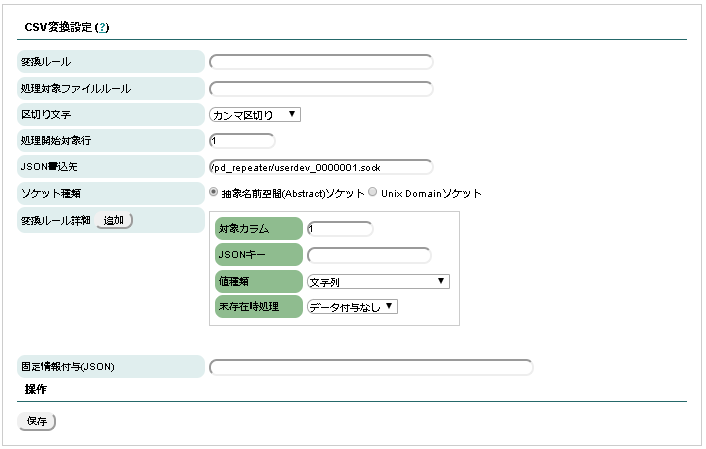 CSV変換設定 (?)
変換ルール
処理対象ファイルルール
区切り文字 カンマ区切り
処理開始対象行 1
JSON書込先 /pd_repeater/userdev_0000001.sock
ソケット種類 抽象名前空間(Abstract)ソケット Unix Domainソケット
変換ルール詳細 追加
対象カラム 1
JSONキー
値種類 文字列
未存在時処理 データ付与なし
固定情報付与(JSON)
操作
保存